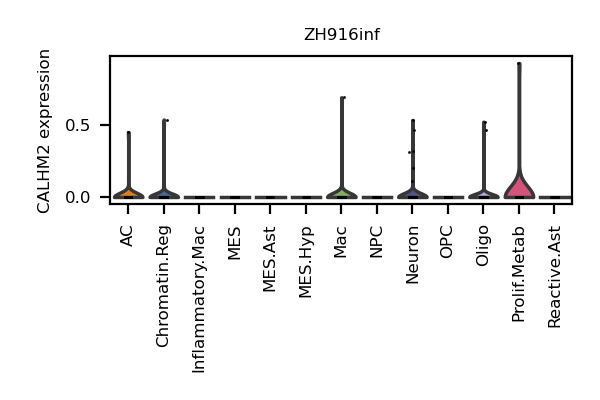 ZH916inf
CALHM2 expression
0.5
0.0
AC
Chromatin.Reg
Inflammatory.Mac
MES
MES.Ast
MES.Hyp
Mac
NPC
Neuron
OPC
Oligo
Prolif.Metab
Reactive.Ast